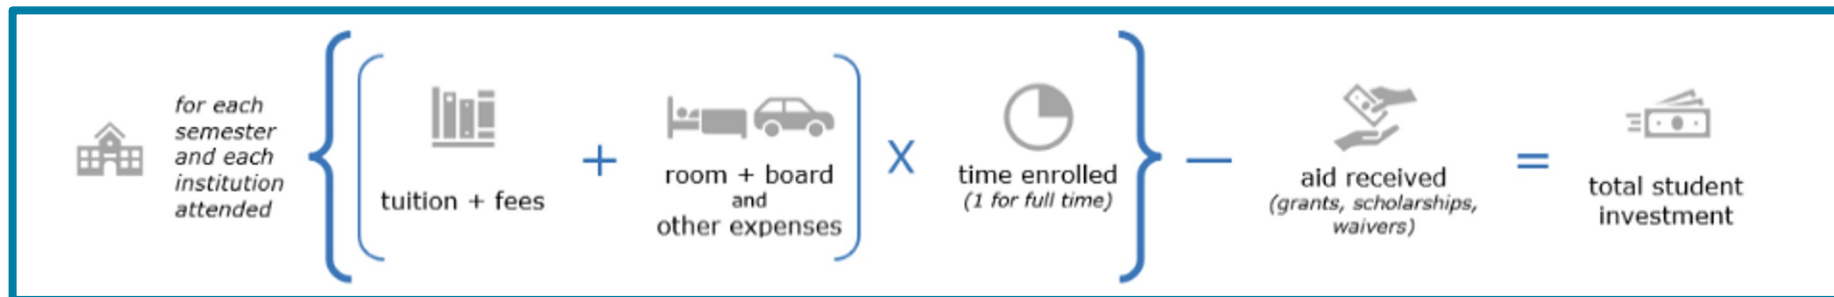 for each
semester
and each
institution
attended
tuition + fees
+
room + board
and
other expenses
X
time enrolled
(1 for full time)
—
aid received
(grants, scholarships,
waivers)
=
total student
investment